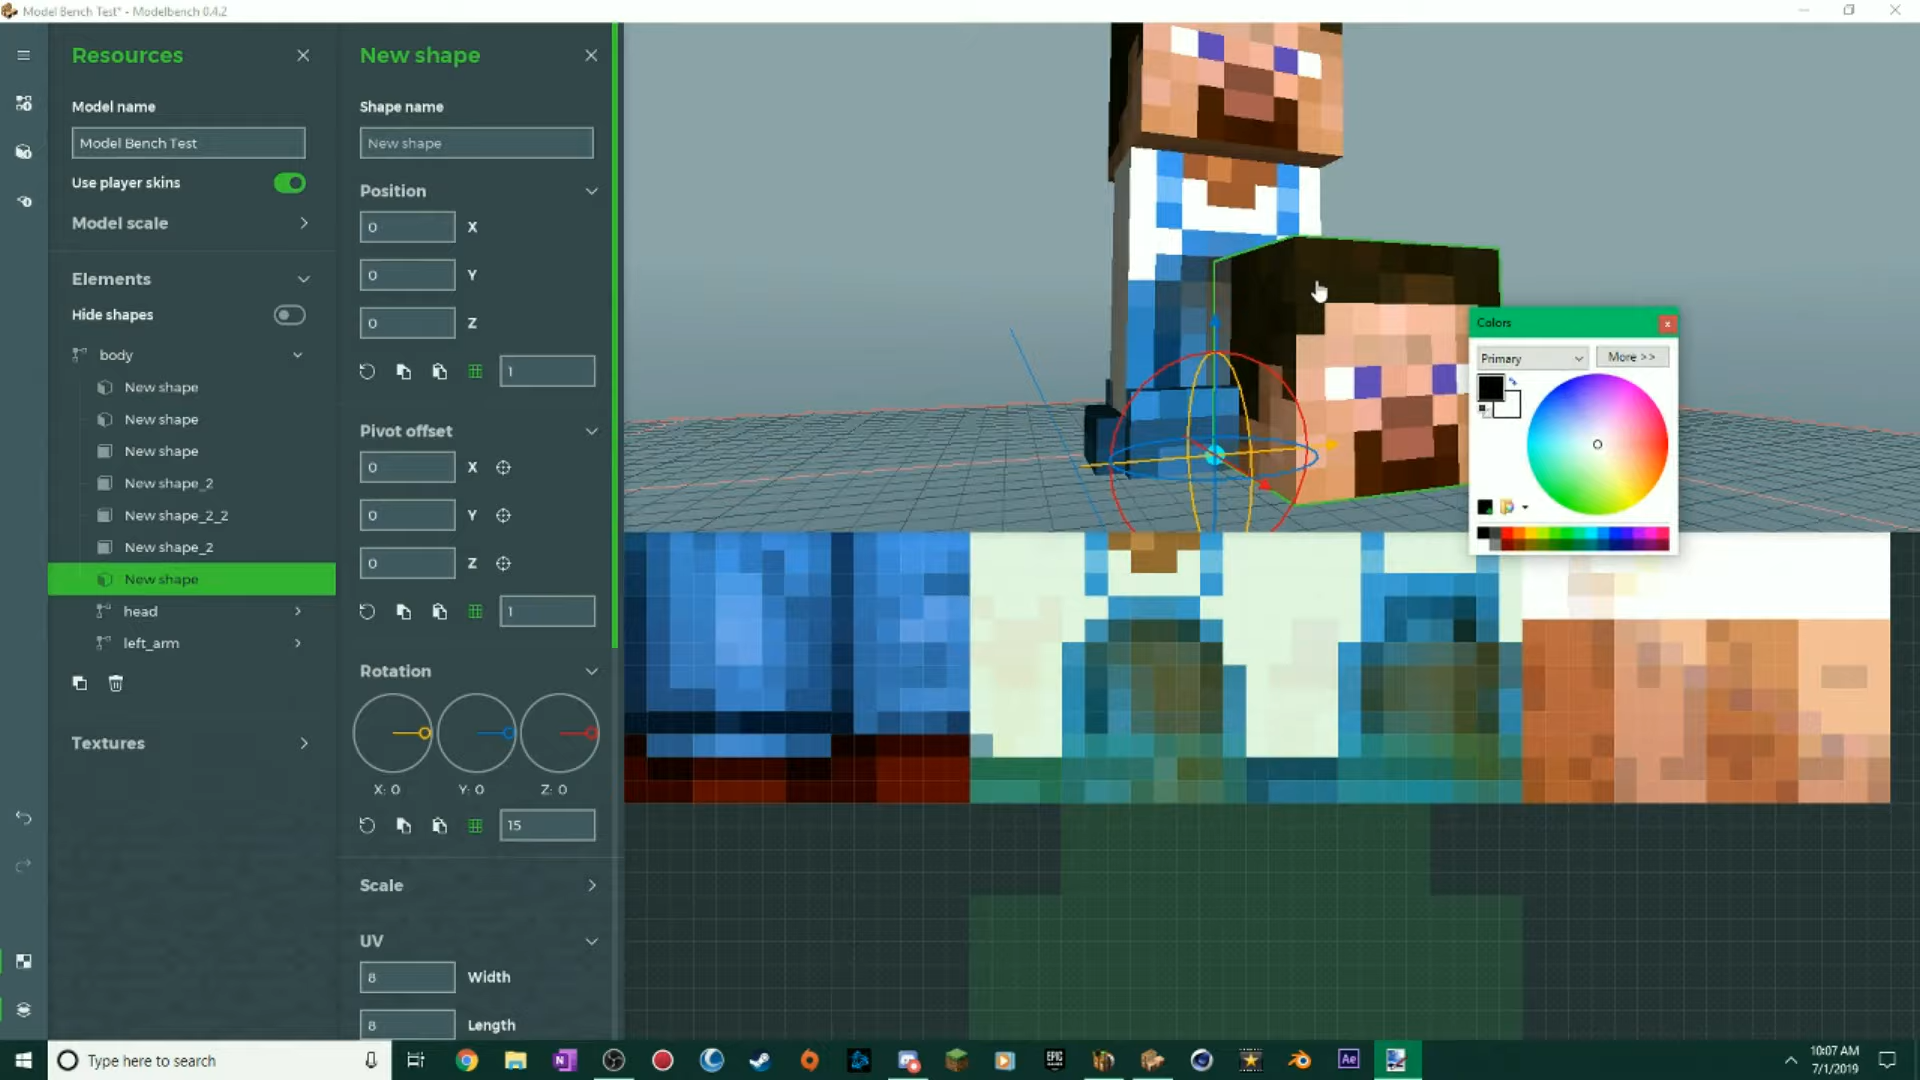 Model Bench Test* - Modelbench 0.4.2
Resources
Model name
Model Bench Test
Use player skins
Model scale
Elements
Hide shapes
body
New shape
New shape
New shape
New shape_2
New shape_2_2
New shape_2
New shape
head
left_arm
Textures
New shape
Shape name
New shape
Position
0 X
0 Y
0 Z
1
Pivot offset
0 X
0 Y
0 Z
1
Rotation
X: 0 Y: 0 Z: 0
15
Scale
UV
8 Width
8 Length
Colors
Primary More >>
Type here to search
EPIC
Ae
10:07 AM
7/1/2019